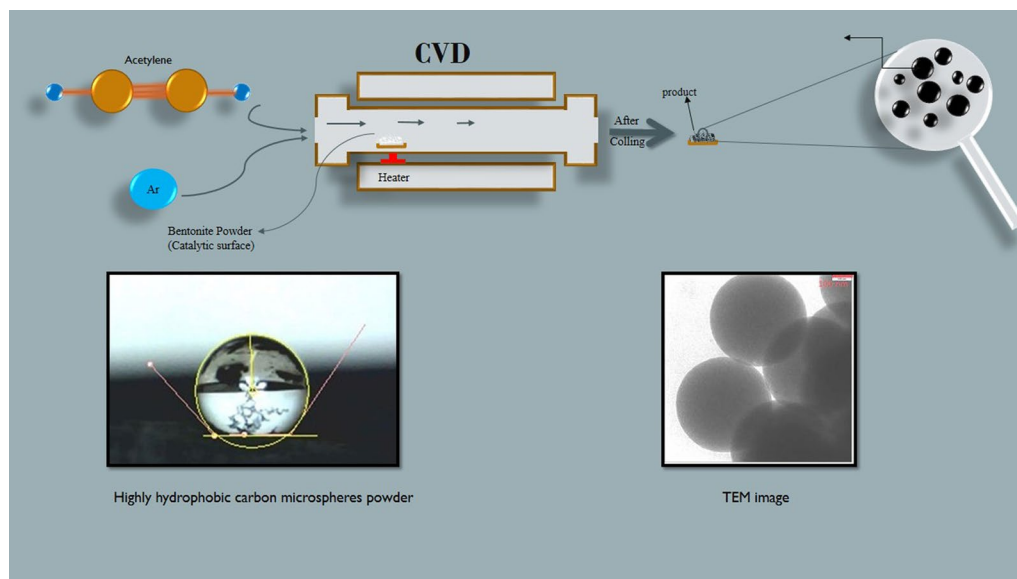 CVD
Acetylene
Ar
Heater
Bentonite Powder
(Catalytic surface)
After
Colling
product
Highly hydrophobic carbon microspheres powder
TEM image